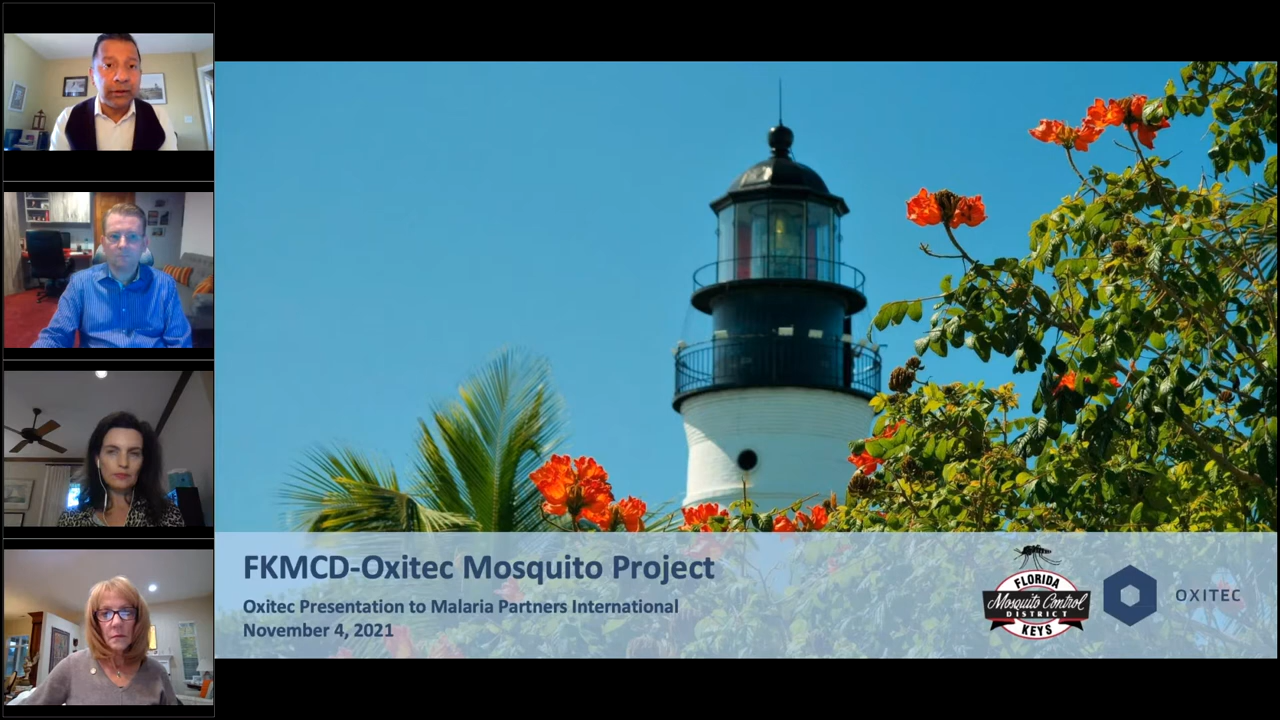 FKMCD-Oxitec Mosquito Project
Oxitec Presentation to Malaria Partners International
November 4, 2021
FLORIDA
Mosquito Control
DISTRICT
KEYS
OXITEC